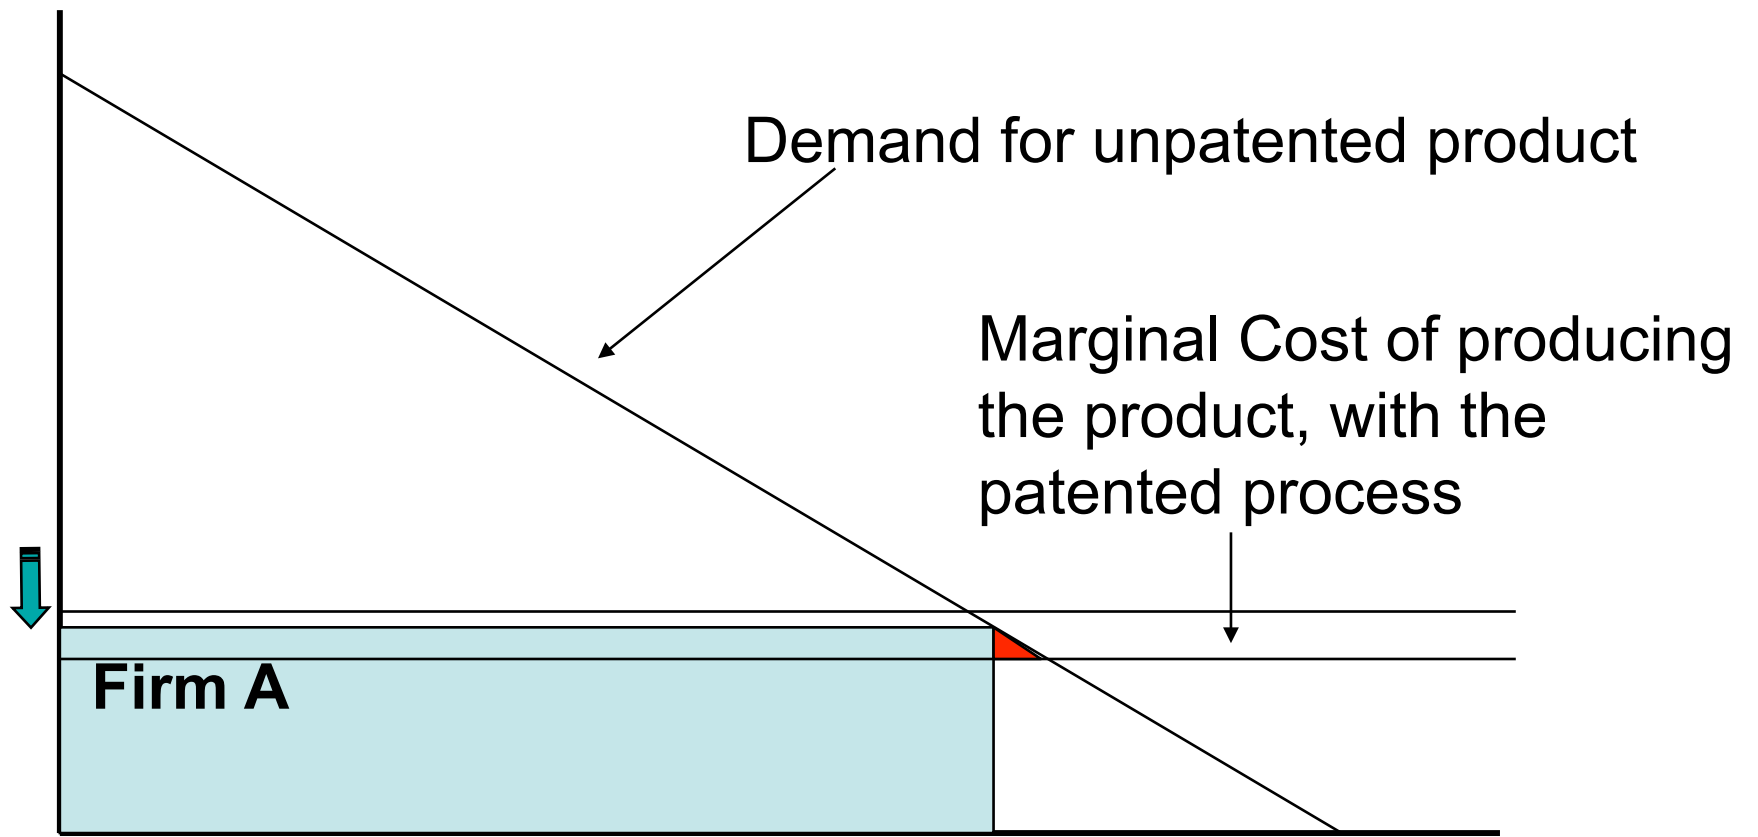 Demand for unpatented product
Marginal Cost of producing
the product, with the
patented process
Firm A